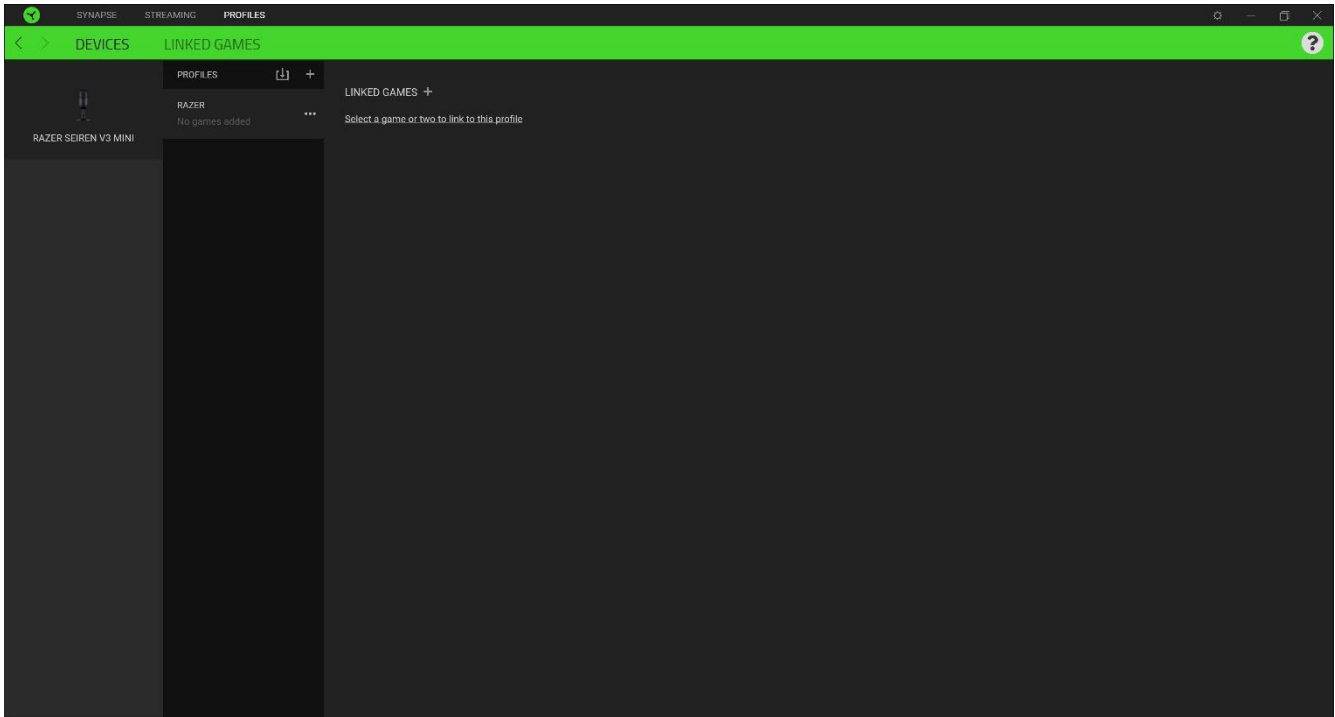 SYNAPSE STREAMING PROFILES
DEVICES LINKED GAMES ?
RAZER SEIREN V3 MINI
PROFILES
RAZER
No games added
LINKED GAMES +
Select a game or two to link to this profile